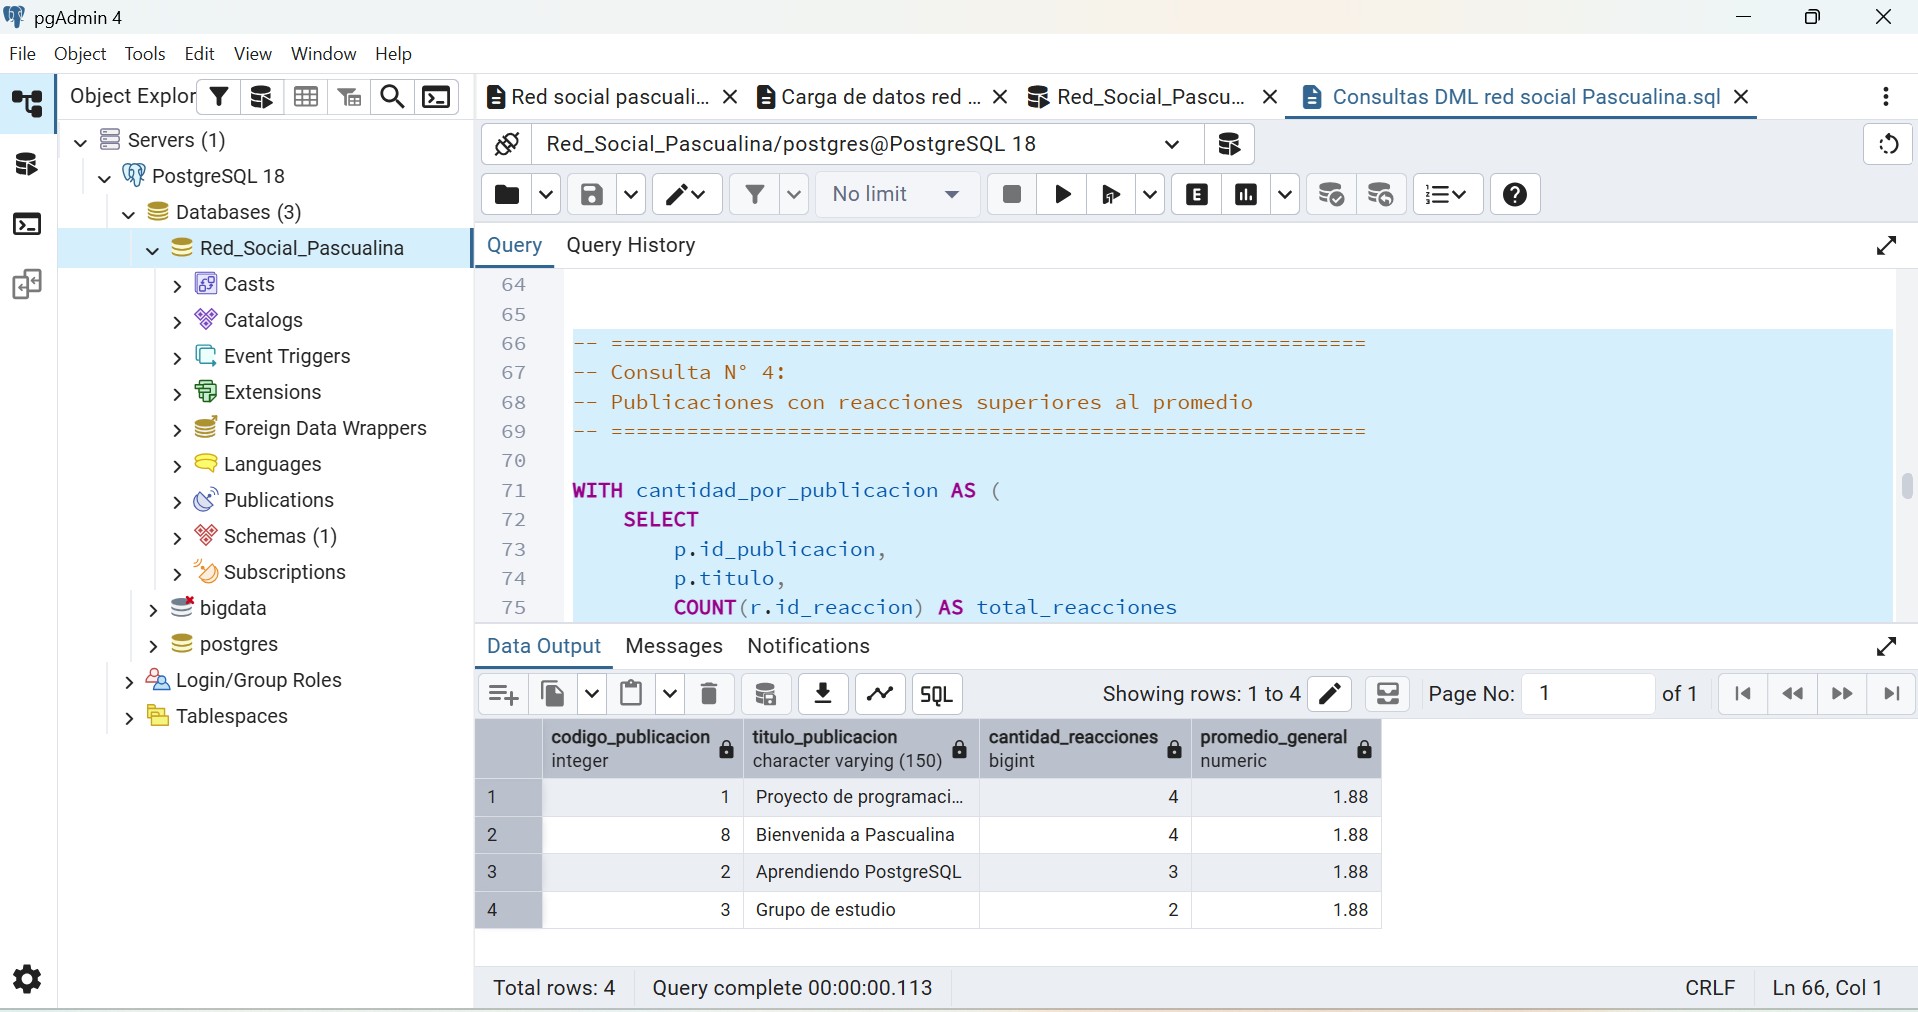 pgAdmin 4
File Object Tools Edit View Window Help
Object Explor
Red social pascuali... Carga de datos red ... Red_Social_Pascu... Consultas DML red social Pascualina.sql
Servers (1)
PostgreSQL 18
Databases (3)
Red_Social_Pascualina
Casts
Catalogs
Event Triggers
Extensions
Foreign Data Wrappers
Languages
Publications
Schemas (1)
Subscriptions
bigdata
postgres
Login/Group Roles
Tablespaces
Red_Social_Pascualina/postgres@PostgreSQL 18
No limit
E
Query Query History
64
65
66 -- ============================================================
67 -- Consulta N° 4:
68 -- Publicaciones con reacciones superiores al promedio
69 -- ============================================================
70
71 WITH cantidad_por_publicacion AS (
72 SELECT
73 p.id_publicacion,
74 p.titulo,
75 COUNT(r.id_reaccion) AS total_reacciones
Data Output Messages Notifications
SQL Showing rows: 1 to 4 Page No: 1 of 1
codigo_publicacion titulo_publicacion cantidad_reacciones promedio_general
integer character varying (150) bigint numeric
1 1 Proyecto de programaci... 4 1.88
2 8 Bienvenida a Pascualina 4 1.88
3 2 Aprendiendo PostgreSQL 3 1.88
4 3 Grupo de estudio 2 1.88
Total rows: 4 Query complete 00:00:00.113 CRLF Ln 66, Col 1